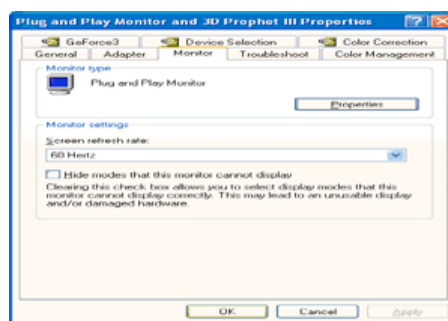 Plug and Play Monitor and 3D Prophet III Properties
GeForce3 Device Selection Color Correction
General Adapter Monitor Troubleshoot Color Management
Monitor type
Plug and Play Monitor
Properties
Monitor settings
Screen refresh rate:
60 Hertz
Hide modes that this monitor cannot display
Clearing this check box allows you to select display modes that this
monitor cannot display correctly. This may lead to an unusable display
and/or damaged hardware.
OK Cancel Apply